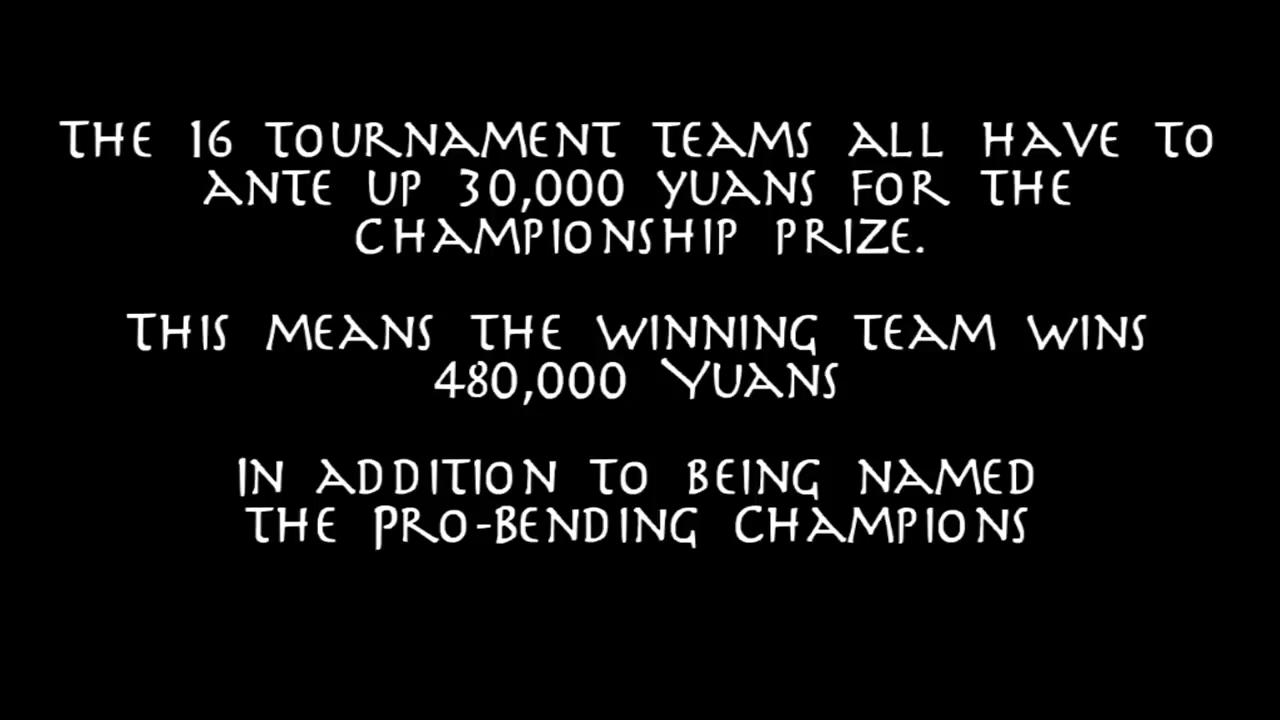 The 16 tournament teams all have to
ante up 30,000 yuans for the
championship prize.
This means the winning team wins
480,000 Yuans
In addition to being named
the Pro-Bending Champions